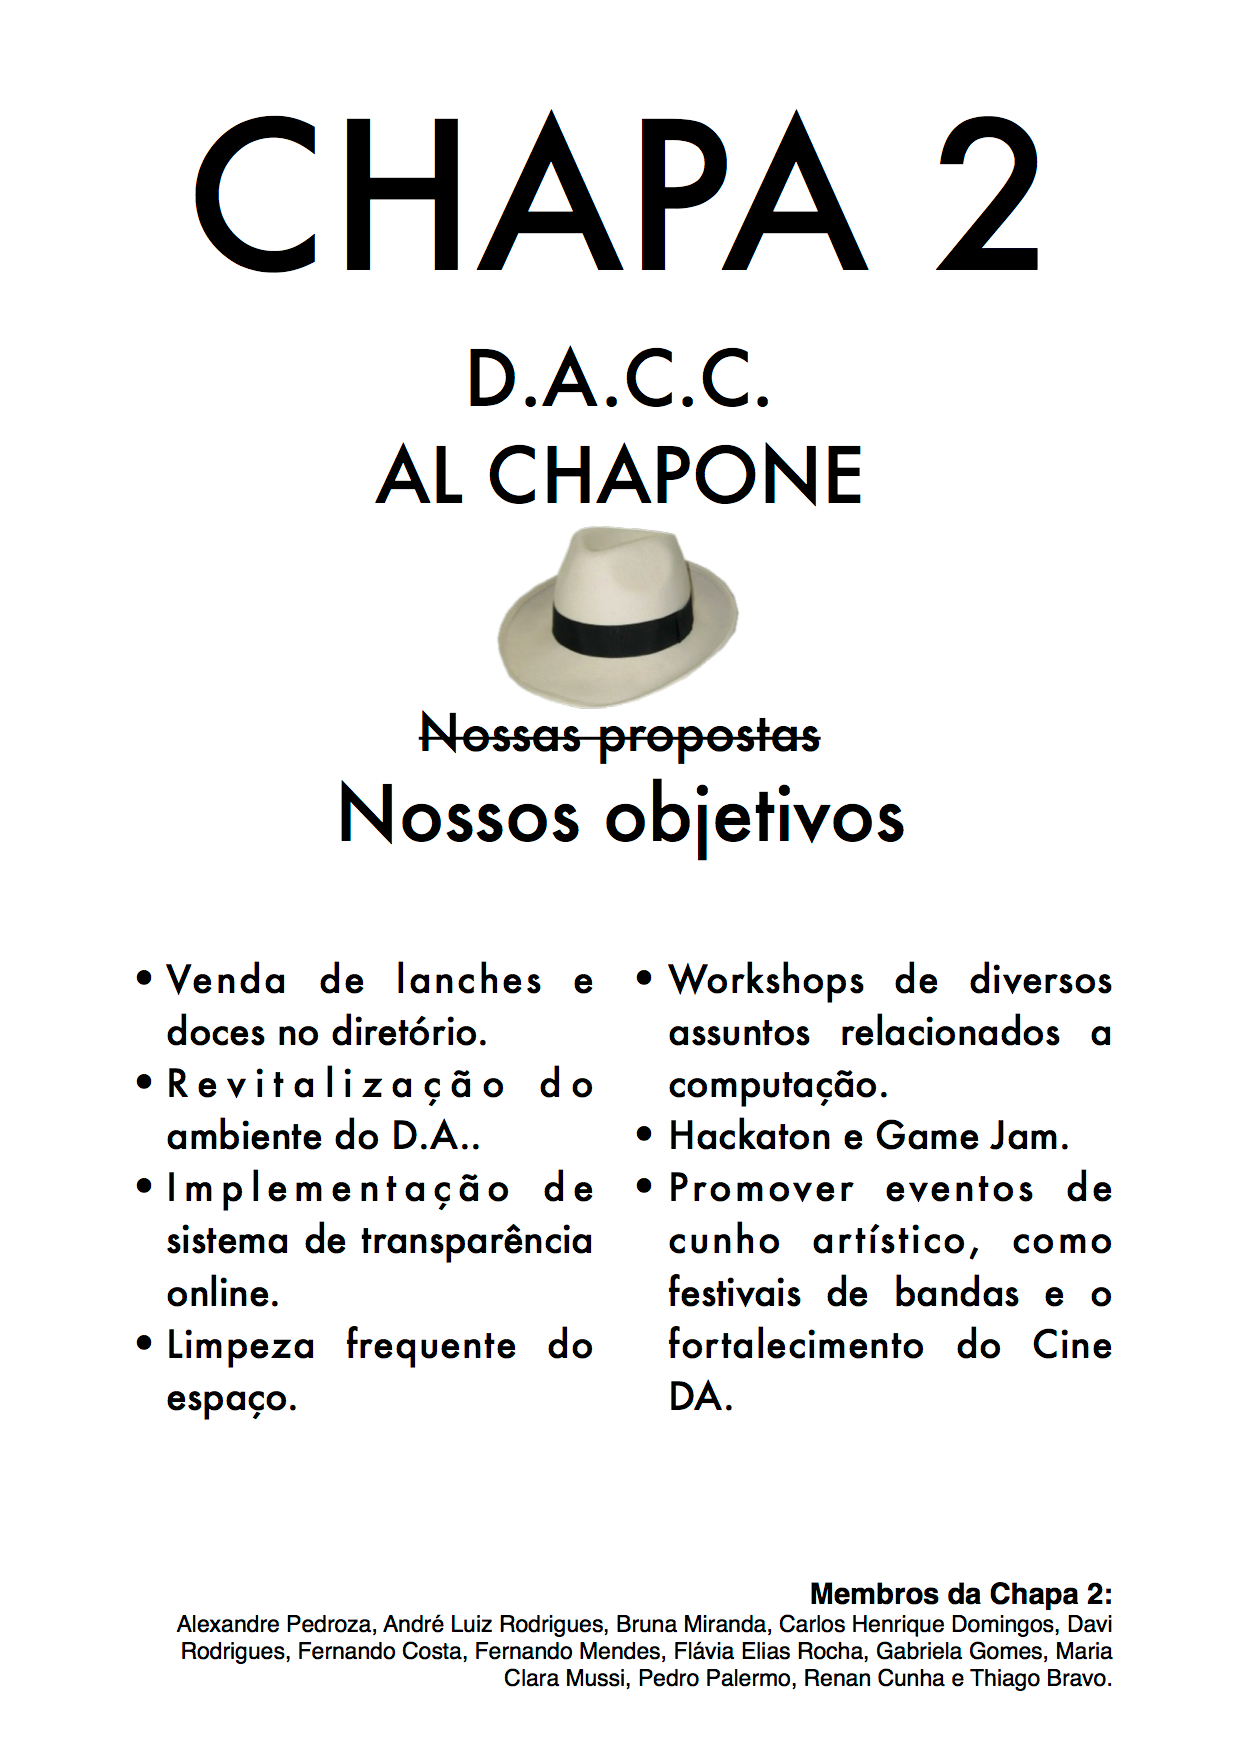 CHAPA 2
D.A.C.C.
AL CHAPONE
Nossas propostas
Nossos objetivos
• Venda de lanches e
doces no diretório.
• Revitalização do
ambiente do D.A..
• Implementação de
sistema de transparência
online.
• Limpeza frequente do
espaço.
• Workshops de diversos
assuntos relacionados a
computação.
• Hackaton e Game Jam.
• Promover eventos de
cunho artístico, como
festivais de bandas e o
fortalecimento do Cine
DA.
Membros da Chapa 2:
Alexandre Pedroza, André Luiz Rodrigues, Bruna Miranda, Carlos Henrique Domingos, Davi
Rodrigues, Fernando Costa, Fernando Mendes, Flávia Elias Rocha, Gabriela Gomes, Maria
Clara Mussi, Pedro Palermo, Renan Cunha e Thiago Bravo.